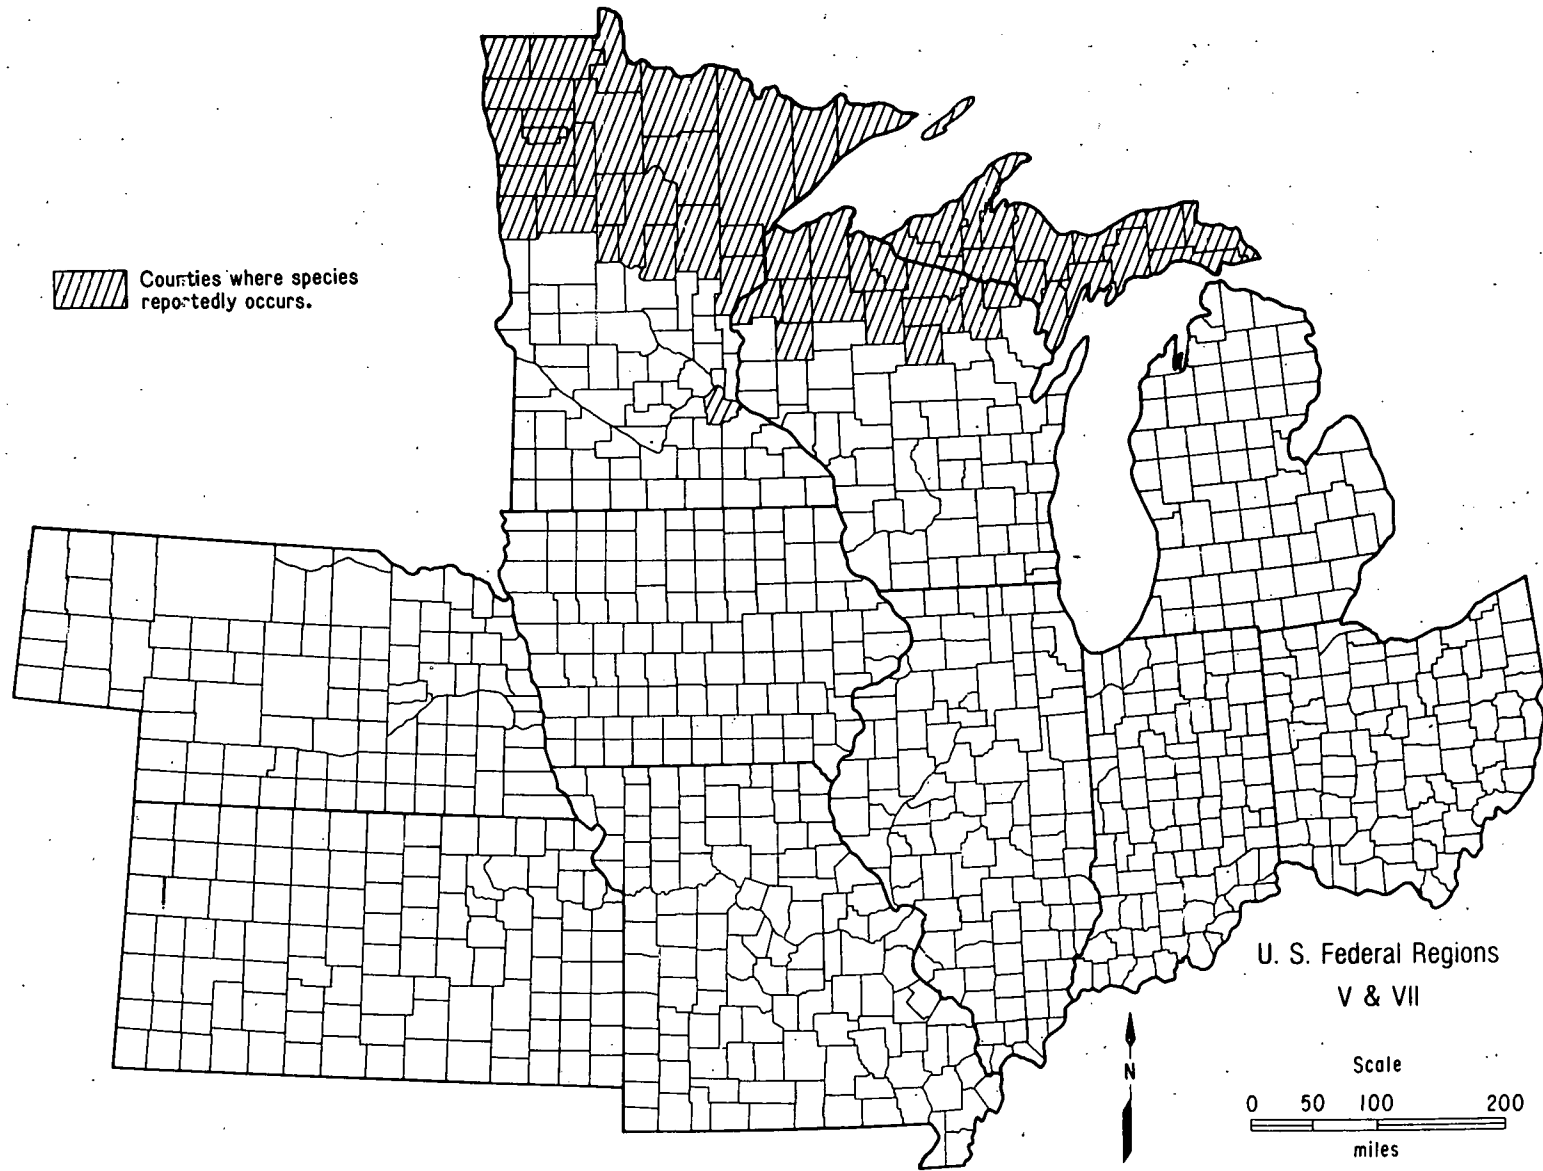 Counties where species
reportedly occurs.
U. S. Federal Regions
V & VII
N
Scale
0 50 100 200
miles